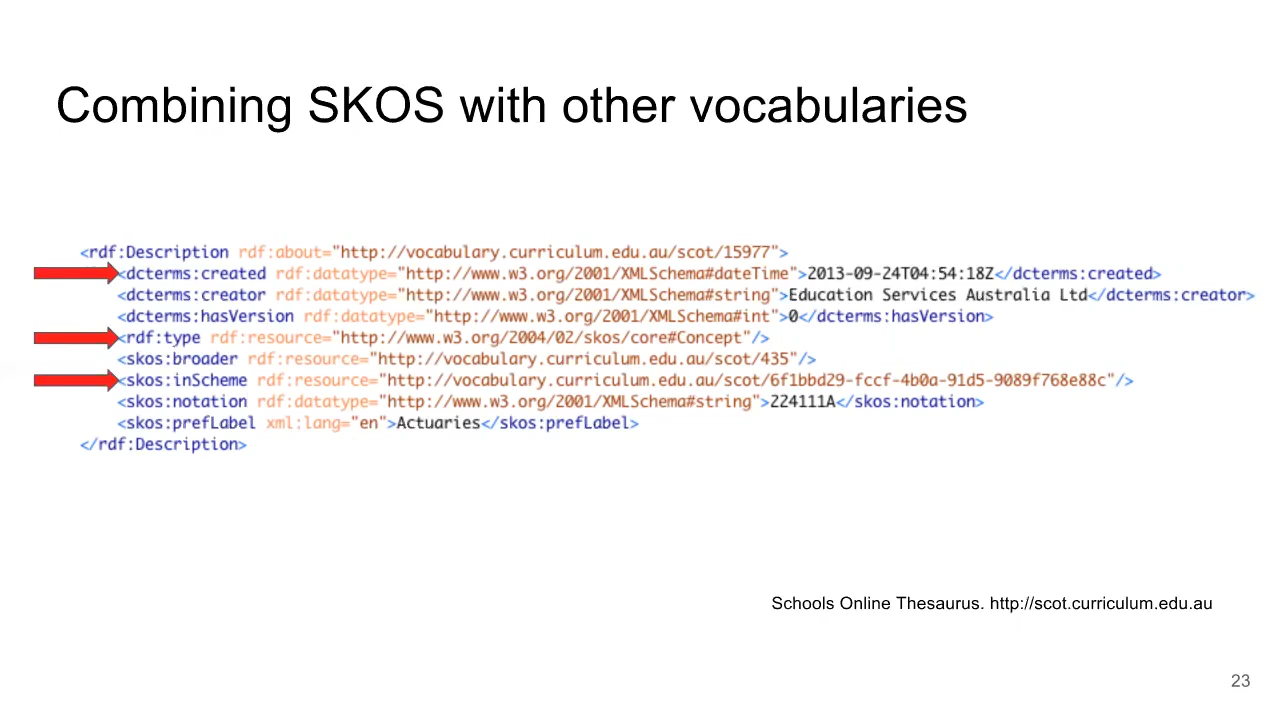 Combining SKOS with other vocabularies
<rdf:Description rdf:about="http://vocabulary.curriculum.edu.au/scot/15977">
<dcterms:created rdf:datatype="http://www.w3.org/2001/XMLSchema#dateTime">2013-09-24T04:54:18Z</dcterms:created>
<dcterms:creator rdf:datatype="http://www.w3.org/2001/XMLSchema#string">Education Services Australia Ltd</dcterms:creator>
<dcterms:hasVersion rdf:datatype="http://www.w3.org/2001/XMLSchema#int">0</dcterms:hasVersion>
<rdf:type rdf:resource="http://www.w3.org/2004/02/skos/core#Concept"/>
<skos:broader rdf:resource="http://vocabulary.curriculum.edu.au/scot/435"/>
<skos:inScheme rdf:resource="http://vocabulary.curriculum.edu.au/scot/6f1bbd29-fccf-4b0a-91d5-9089f768e88c"/>
<skos:notation rdf:datatype="http://www.w3.org/2001/XMLSchema#string">224111A</skos:notation>
<skos:prefLabel xml:lang="en">Actuaries</skos:prefLabel>
</rdf:Description>
Schools Online Thesaurus. http://scot.curriculum.edu.au
23